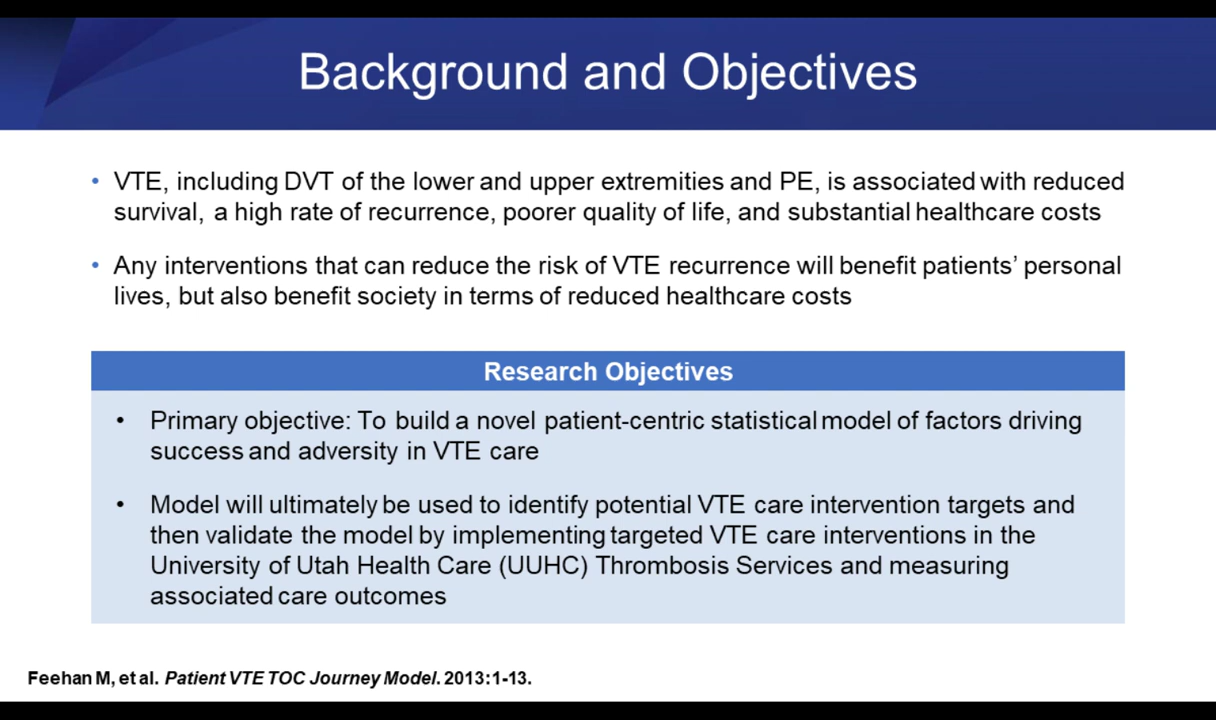 Background and Objectives
• VTE, including DVT of the lower and upper extremities and PE, is associated with reduced
survival, a high rate of recurrence, poorer quality of life, and substantial healthcare costs
• Any interventions that can reduce the risk of VTE recurrence will benefit patients’ personal
lives, but also benefit society in terms of reduced healthcare costs
Research Objectives
• Primary objective: To build a novel patient-centric statistical model of factors driving
success and adversity in VTE care
• Model will ultimately be used to identify potential VTE care intervention targets and
then validate the model by implementing targeted VTE care interventions in the
University of Utah Health Care (UUHC) Thrombosis Services and measuring
associated care outcomes
Feehan M, et al. Patient VTE TOC Journey Model. 2013:1-13.